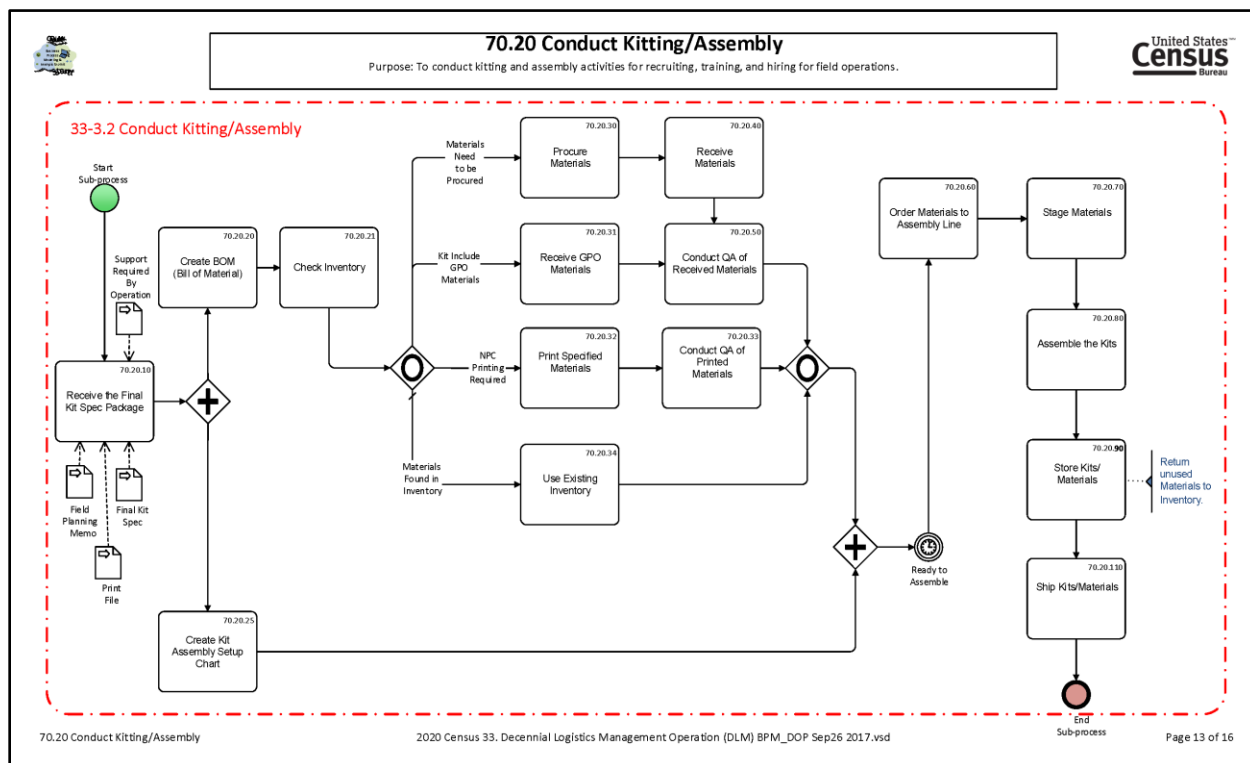 70.20 Conduct Kitting/Assembly
Purpose: To conduct kitting and assembly activities for recruiting, training, and hiring for field operations.
United States™
Census
Bureau
33-3.2 Conduct Kitting/Assembly
Start
Sub-process
Support
Required
By
Operation
70.20.10
Receive the Final
Kit Spec Package
Field
Planning
Memo
Print
File
Final Kit
Spec
70.20.20
Create BOM
(Bill of Material)
70.20.21
Check Inventory
70.20.25
Create Kit
Assembly Setup
Chart
Materials
Need
to be
Procured
70.20.30
Procure
Materials
70.20.40
Receive
Materials
Kit Include
GPO
Materials
70.20.31
Receive GPO
Materials
70.20.50
Conduct QA of
Received Materials
NPC
Printing
Required
70.20.32
Print Specified
Materials
70.20.33
Conduct QA of
Printed
Materials
Materials
Found in
Inventory
70.20.34
Use Existing
Inventory
Ready to
Assemble
70.20.60
Order Materials to
Assembly Line
70.20.70
Stage Materials
70.20.80
Assemble the Kits
70.20.90
Store Kits/
Materials
Return
unused
Materials to
Inventory.
70.20.110
Ship Kits/Materials
End
Sub-process
70.20 Conduct Kitting/Assembly
2020 Census 33. Decennial Logistics Management Operation (DLM) BPM_DOP Sep26 2017.vsd
Page 13 of 16